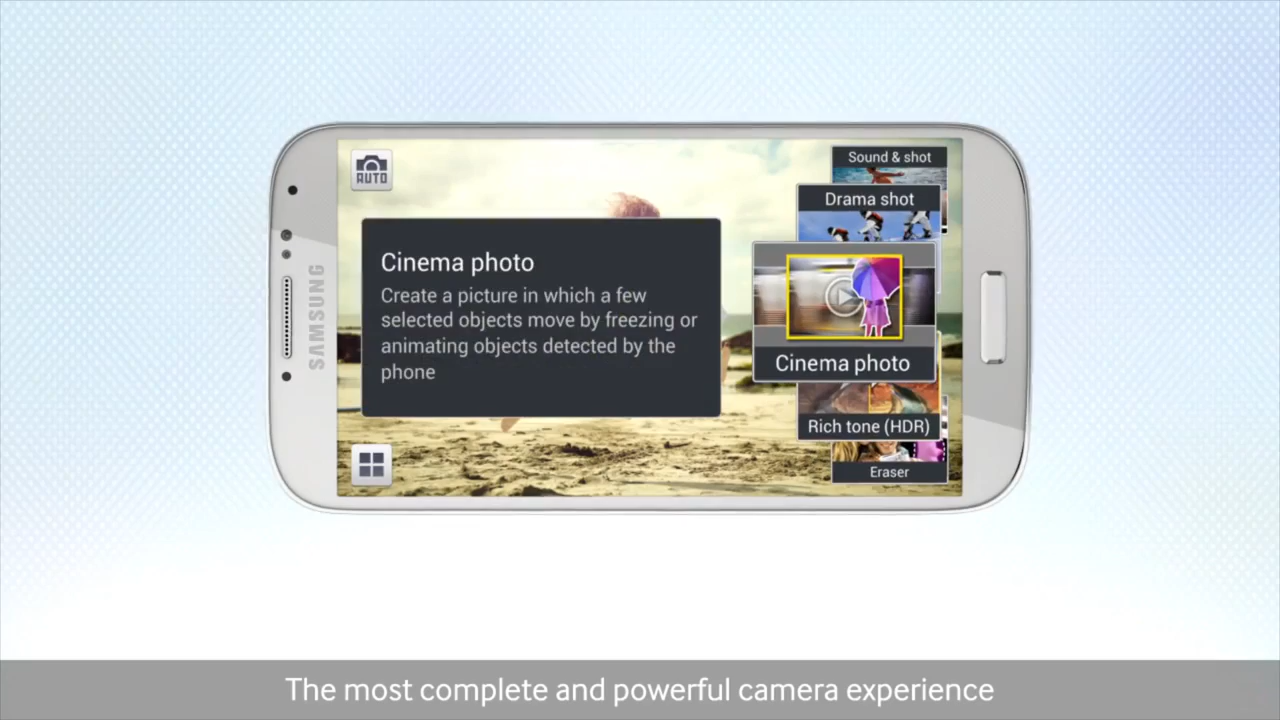 AUTO
SAMSUNG
Cinema photo
Create a picture in which a few
selected objects move by freezing or
animating objects detected by the
phone
Sound & shot
Drama shot
Cinema photo
Rich tone (HDR)
Eraser
The most complete and powerful camera experience